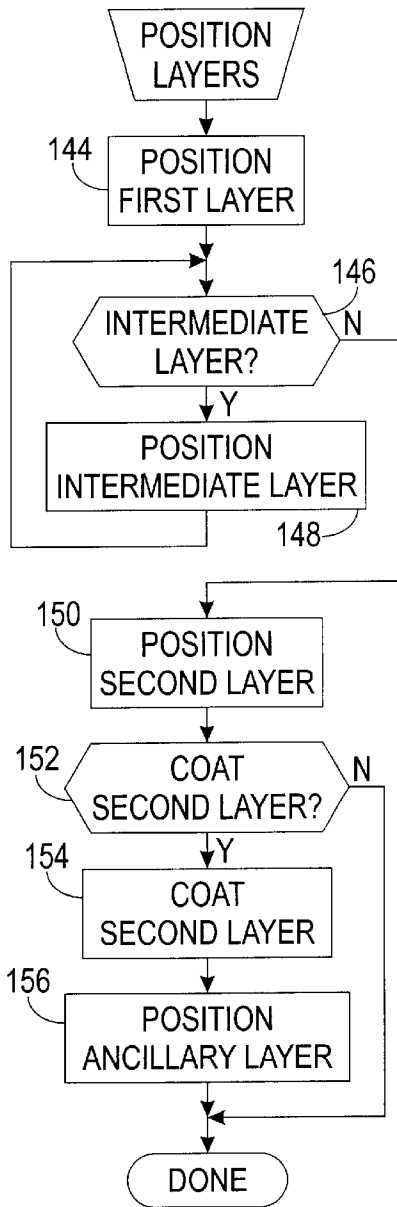 POSITION
LAYERS
144
POSITION
FIRST LAYER
146
INTERMEDIATE
LAYER?
N
Y
POSITION
INTERMEDIATE LAYER
148
150
POSITION
SECOND LAYER
152
COAT
SECOND LAYER?
N
Y
154
COAT
SECOND LAYER
156
POSITION
ANCILLARY LAYER
DONE